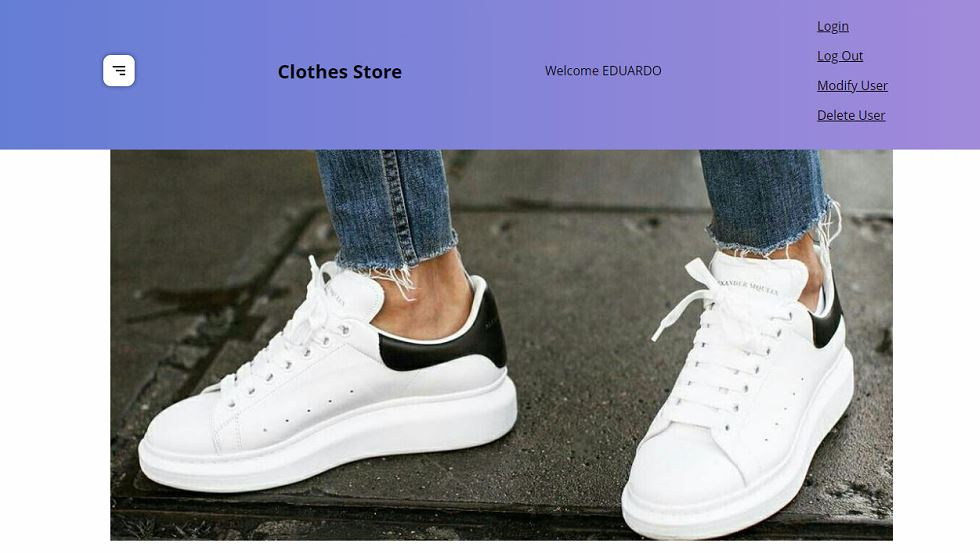 Login
Log Out
Clothes Store
Welcome EDUARDO
Modify User
Delete User